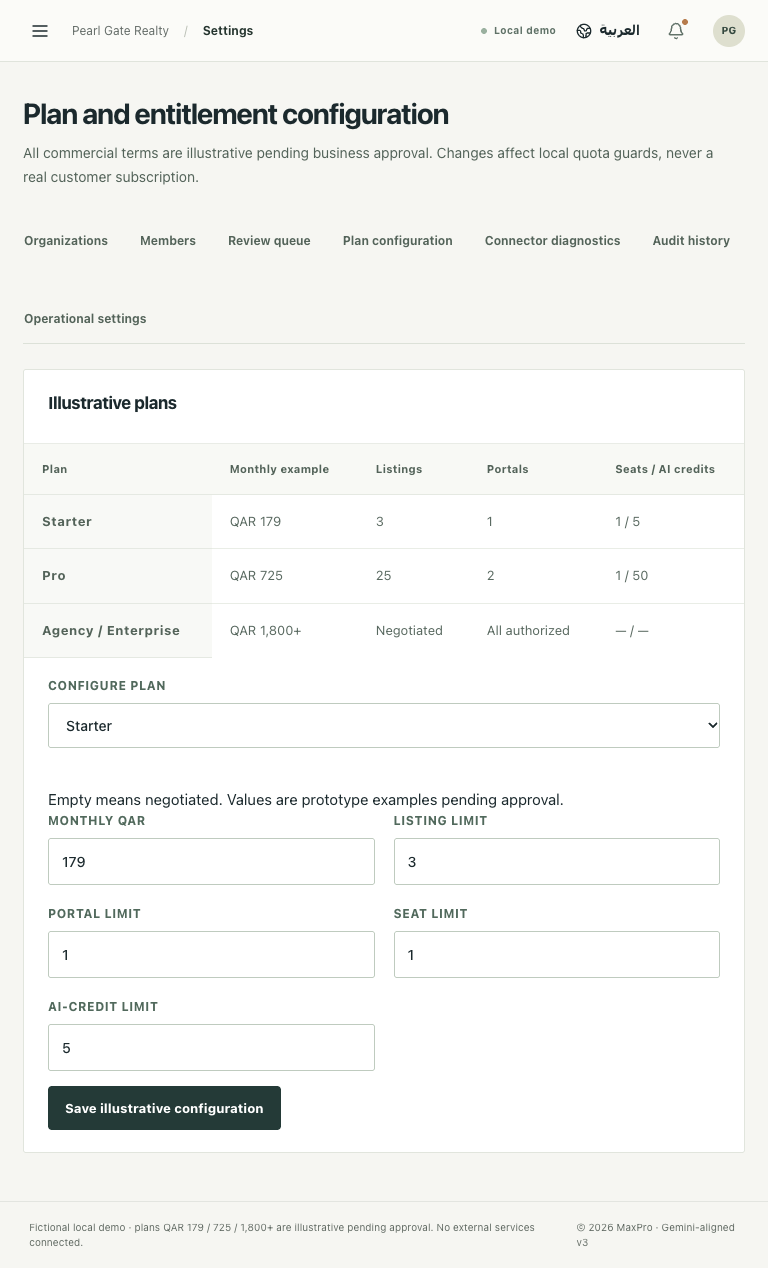 Pearl Gate Realty / Settings
Local demo
العربية
PG
Plan and entitlement configuration
All commercial terms are illustrative pending business approval. Changes affect local quota guards, never a
real customer subscription.
Organizations Members Review queue Plan configuration Connector diagnostics Audit history
Operational settings
Illustrative plans
Plan Monthly example Listings Portals Seats / AI credits
Starter QAR 179 3 1 1 / 5
Pro QAR 725 25 2 1 / 50
Agency / Enterprise QAR 1,800+ Negotiated All authorized — / —
CONFIGURE PLAN
Starter
Empty means negotiated. Values are prototype examples pending approval.
MONTHLY QAR LISTING LIMIT
179 3
PORTAL LIMIT SEAT LIMIT
1 1
AI-CREDIT LIMIT
5
Save illustrative configuration
Fictional local demo · plans QAR 179 / 725 / 1,800+ are illustrative pending approval. No external services
connected.
© 2026 MaxPro · Gemini-aligned
v3